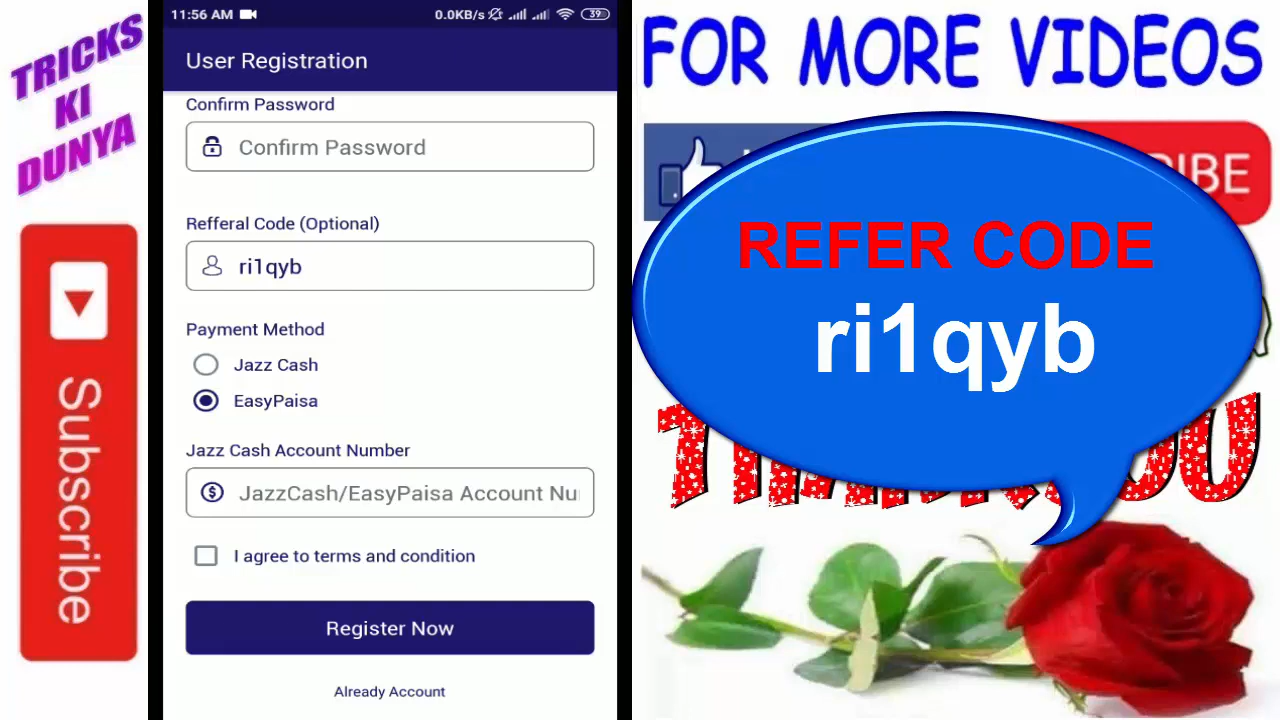 TRICKS
KI
DUNYA
Subscribe
11:56 AM
0.0KB/s
39
User Registration
Confirm Password
Confirm Password
Refferal Code (Optional)
ri1qyb
Payment Method
Jazz Cash
EasyPaisa
Jazz Cash Account Number
JazzCash/EasyPaisa Account Nu
I agree to terms and condition
Register Now
Already Account
FOR MORE VIDEOS
REFER CODE
ri1qyb